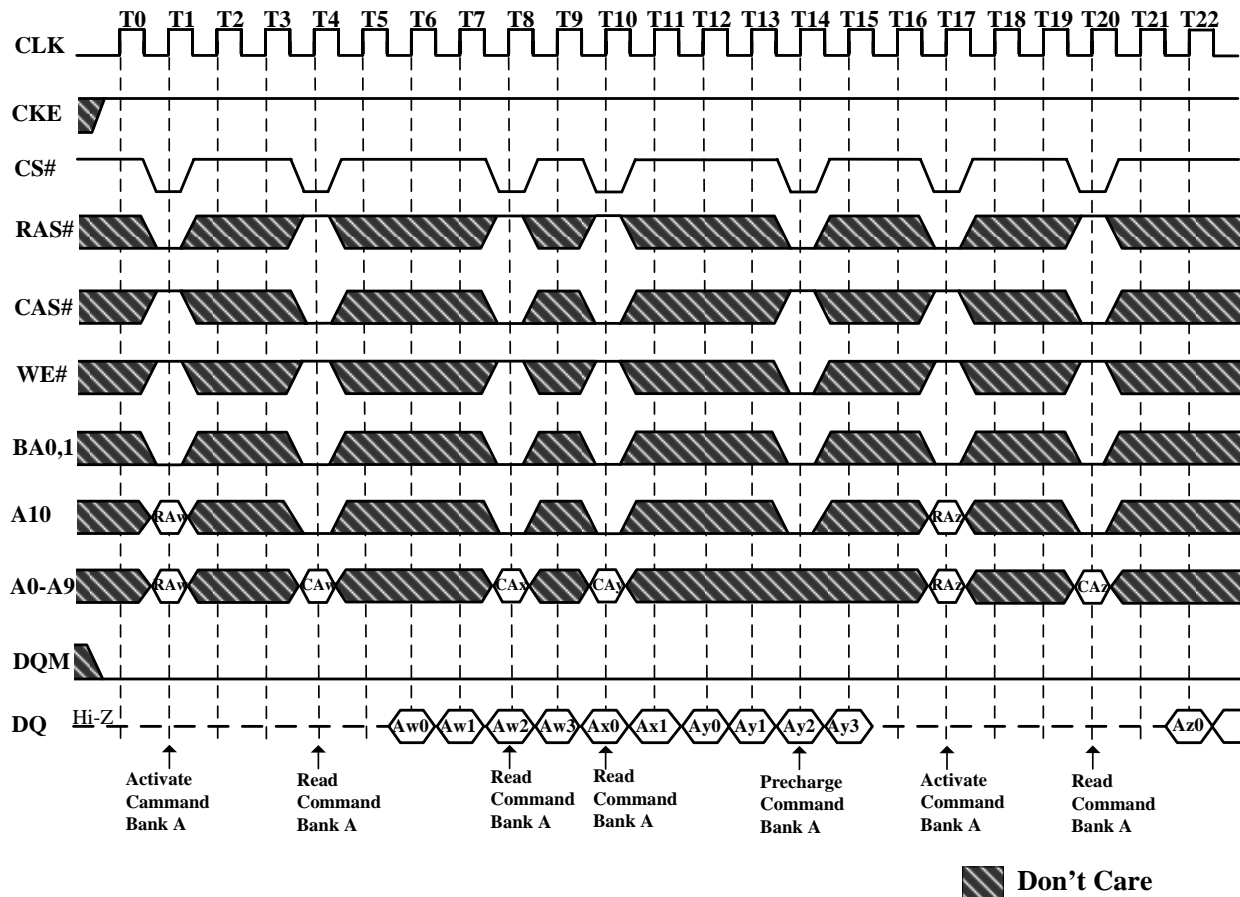 T0 T1 T2 T3 T4 T5 T6 T7 T8 T9 T10 T11 T12 T13 T14 T15 T16 T17 T18 T19 T20 T21 T22
CLK
CKE
CS#
RAS#
CAS#
WE#
BA0,1
A10 RAw RAz
A0-A9 RAw CAw CAx CAy RAz CAz
DQM
DQ Hi-Z Aw0 Aw1 Aw2 Aw3 Ax0 Ax1 Ay0 Ay1 Ay2 Ay3 Az0
Activate
Cammand
Bank A
Read
Command
Bank A
Read
Command
Bank A
Read
Command
Bank A
Precharge
Command
Bank A
Activate
Command
Bank A
Read
Command
Bank A
Don't Care